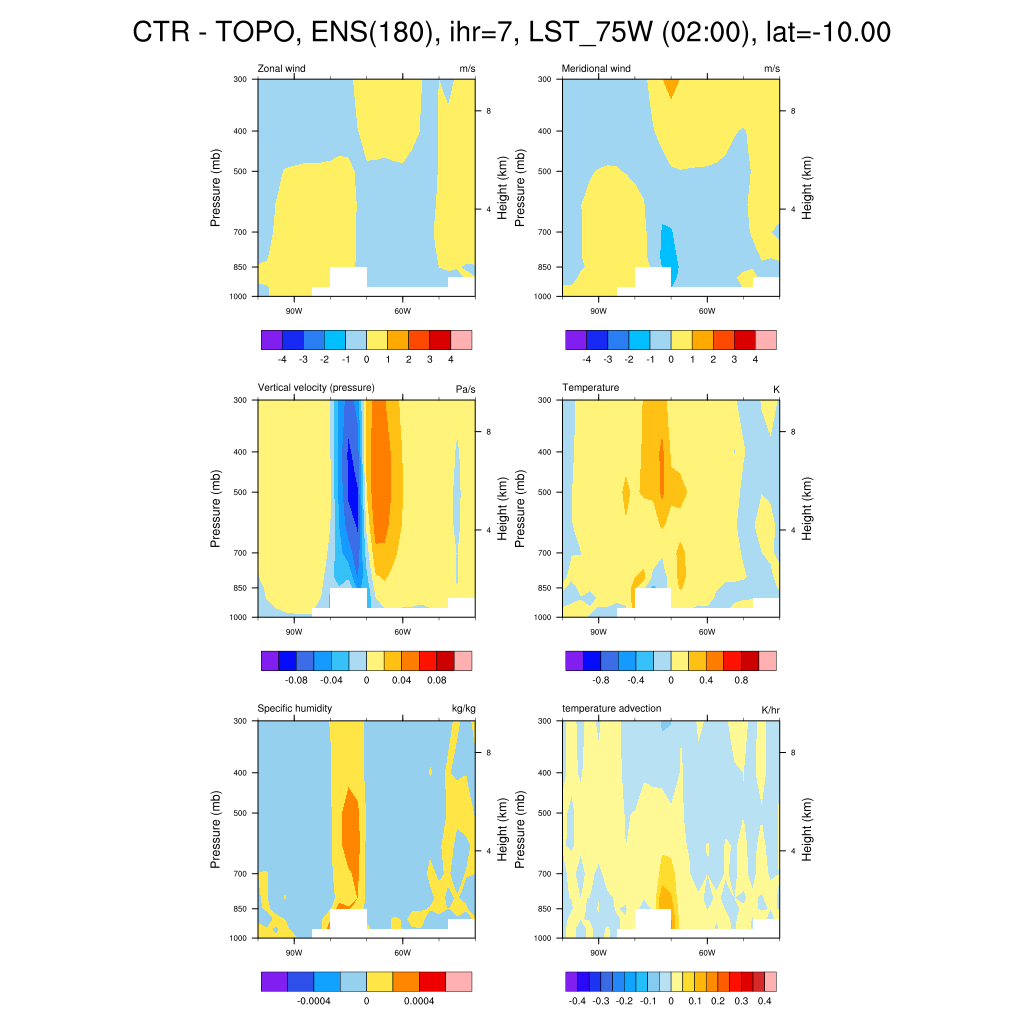 CTR - TOPO, ENS(180), ihr=7, LST_75W (02:00), lat=-10.00
Zonal wind m/s
300
400
500
700
850
1000
Pressure (mb)
8
4
Height (km)
90W 60W
-4 -3 -2 -1 0 1 2 3 4
Meridional wind m/s
300
400
500
700
850
1000
Pressure (mb)
8
4
Height (km)
90W 60W
-4 -3 -2 -1 0 1 2 3 4
Vertical velocity (pressure) Pa/s
300
400
500
700
850
1000
Pressure (mb)
8
4
Height (km)
90W 60W
-0.08 -0.04 0 0.04 0.08
Temperature K
300
400
500
700
850
1000
Pressure (mb)
8
4
Height (km)
90W 60W
-0.8 -0.4 0 0.4 0.8
Specific humidity kg/kg
300
400
500
700
850
1000
Pressure (mb)
8
4
Height (km)
90W 60W
-0.0004 0 0.0004
temperature advection K/hr
300
400
500
700
850
1000
Pressure (mb)
8
4
Height (km)
90W 60W
-0.4 -0.3 -0.2 -0.1 0 0.1 0.2 0.3 0.4